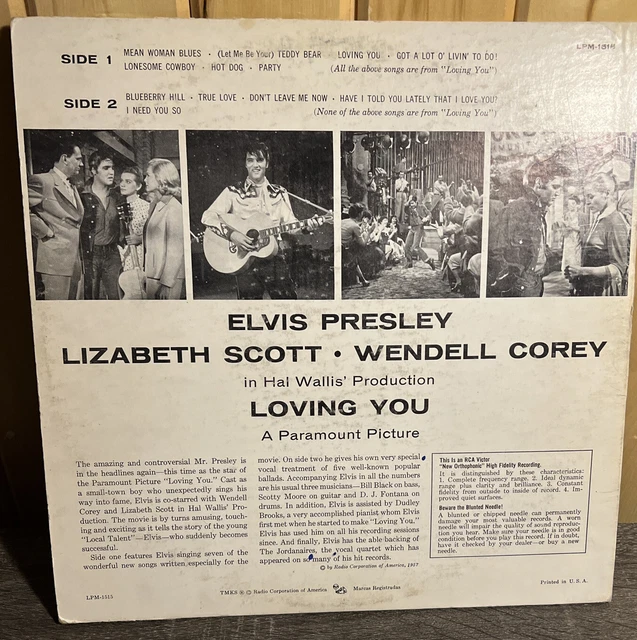 SIDE 1 MEAN WOMAN BLUES · (Let Me Be Your) TEDDY BEAR LOVING YOU · GOT A LOT O' LIVIN' TO DO!
LONESOME COWBOY · HOT DOG · PARTY (All the above songs are from "Loving You")
LPM-1515
SIDE 2 BLUEBERRY HILL · TRUE LOVE · DON'T LEAVE ME NOW · HAVE I TOLD YOU LATELY THAT I LOVE YOU?
I NEED YOU SO (None of the above songs are from "Loving You")
ELVIS PRESLEY
LIZABETH SCOTT • WENDELL COREY
in Hal Wallis' Production
LOVING YOU
A Paramount Picture
The amazing and controversial Mr. Presley is
in the headlines again—this time as the star of
the Paramount Picture "Loving You." Cast as
a small-town boy who unexpectedly sings his
way into fame, Elvis is co-starred with Wendell
Corey and Lizabeth Scott in Hal Wallis' Pro-
duction. The movie is by turns amusing, touch-
ing and exciting as it tells the story of the young
"Local Talent"—Elvis—who suddenly becomes
successful.
Side one features Elvis singing seven of the
wonderful new songs written especially for the
movie. On side two he gives his own very special
vocal treatment of five well-known popular
ballads. Accompanying Elvis in all the numbers
are his usual three musicians—Bill Black on bass,
Scotty Moore on guitar and D. J. Fontana on
drums. In addition, Elvis is assisted by Dudley
Brooks, a very accomplished pianist whom Elvis
first met when he started to make "Loving You."
Elvis has used him on all his recording sessions
since. And finally, Elvis has the able backing of
The Jordanaires, the vocal quartet which has
appeared on so many of his hit records.
© by Radio Corporation of America, 1957
This Is an RCA Victor
"New Orthophonic" High Fidelity Recording.
It is distinguished by these characteristics:
1. Complete frequency range. 2. Ideal dynamic
range plus clarity and brilliance. 3. Constant
fidelity from outside to inside of record. 4. Im-
proved quiet surfaces.
Beware the Blunted Needle!
A blunted or chipped needle can permanently
damage your most valuable records. A worn
needle will impair the quality of sound reproduc-
tion you hear. Make sure your needle is in good
condition before you play this record. If in doubt,
have it checked by your dealer—or buy a new
needle.
LPM-1515
TMKS ® © Radio Corporation of America Marcas Registradas
Printed in U. S. A.